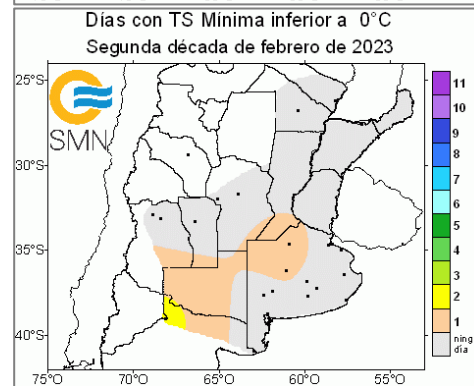 Días con TS Mínima inferior a 0°C
Segunda década de febrero de 2023
SMN
25°S
30°S
35°S
40°S
75°O
70°O
65°O
60°O
55°O
11
10
9
8
7
6
5
4
3
2
1
ning
día